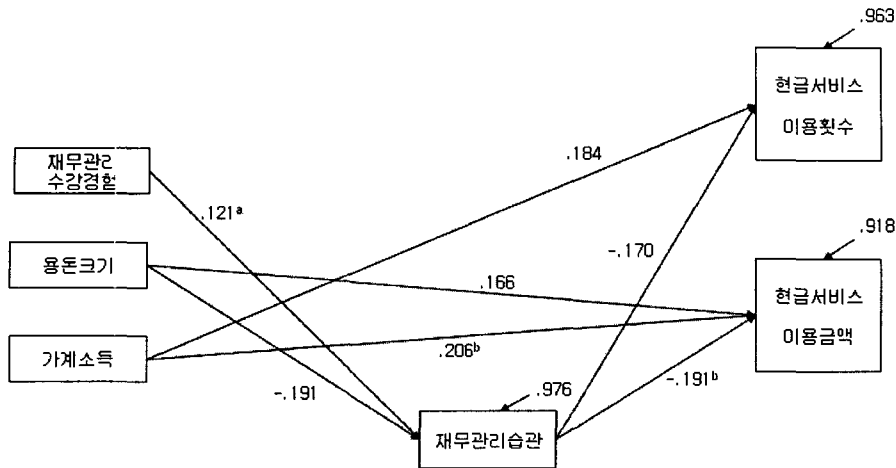 .963
현금서비스
이용횟수
.184
재무관리
수강경험
.121ᵃ
-.170
.918
용돈크기
.166
현금서비스
이용금액
가계소득
.206ᵇ
-.191
-.191ᵇ
.976
재무관리습관